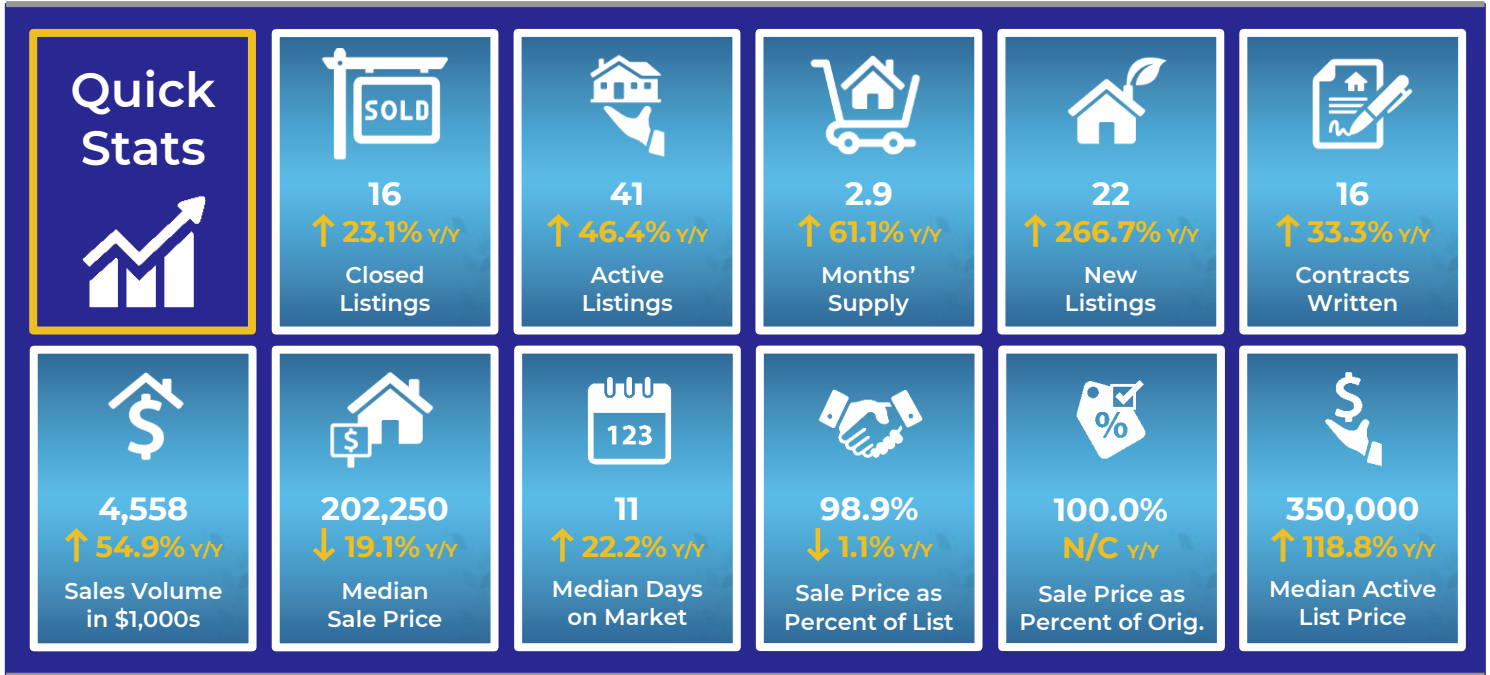 Quick
Stats
SOLD
16
↑ 23.1% Y/Y
Closed
Listings
41
↑ 46.4% Y/Y
Active
Listings
2.9
↑ 61.1% Y/Y
Months’
Supply
22
↑ 266.7% Y/Y
New
Listings
16
↑ 33.3% Y/Y
Contracts
Written
$
4,558
↑ 54.9% Y/Y
Sales Volume
in $1,000s
$
202,250
↓ 19.1% Y/Y
Median
Sale Price
123
11
↑ 22.2% Y/Y
Median Days
on Market
98.9%
↓ 1.1% Y/Y
Sale Price as
Percent of List
%
100.0%
N/C Y/Y
Sale Price as
Percent of Orig.
$
350,000
↑ 118.8% Y/Y
Median Active
List Price